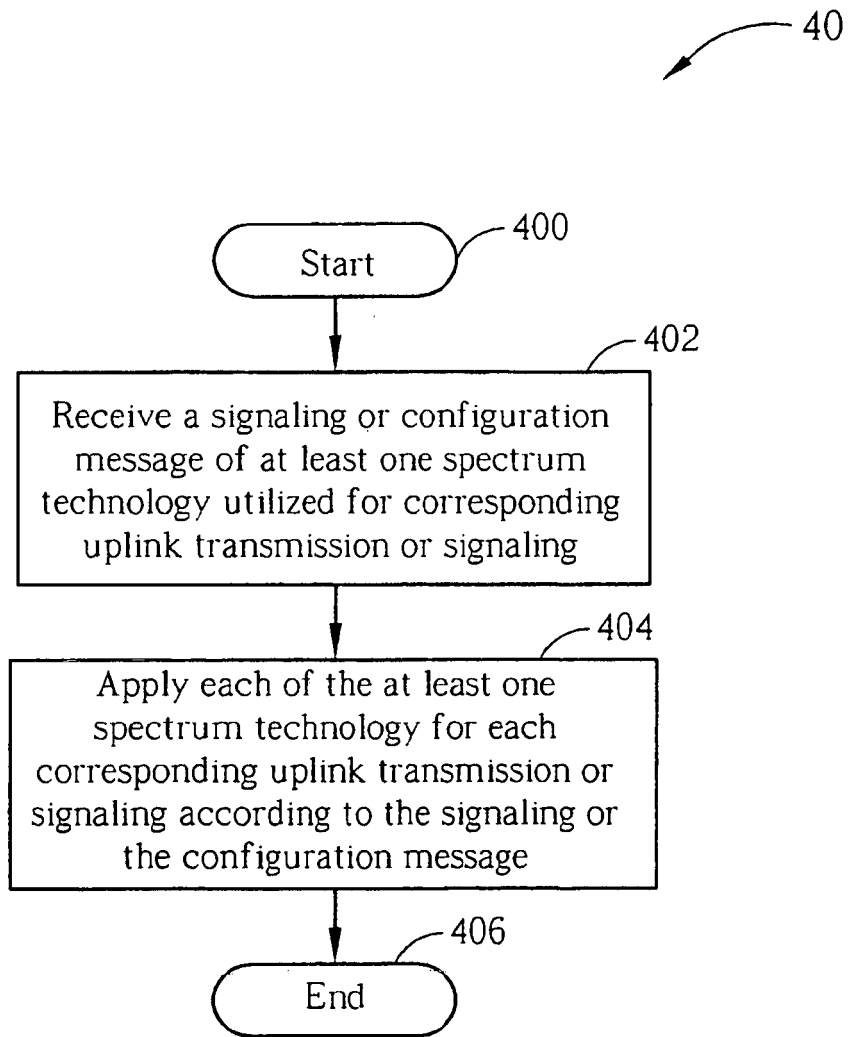 40
400
Start
402
Receive a signaling or configuration
message of at least one spectrum
technology utilized for corresponding
uplink transmission or signaling
404
Apply each of the at least one
spectrum technology for each
corresponding uplink transmission or
signaling according to the signaling or
the configuration message
406
End